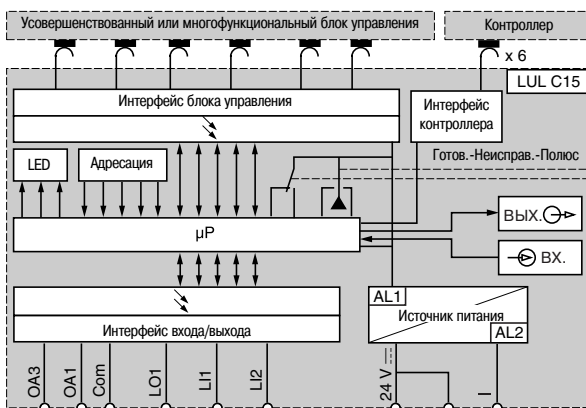 Усовершенствованный или многофункциональный блок управления
Контроллер
x 6
LUL C15
Интерфейс блока управления
Интерфейс
контроллера
Готов.-Неисправ.-Полюс
LED
Адресация
µP
ВЫХ.
ВХ.
Интерфейс входа/выхода
AL1
Источник питания
AL2
OA3
OA1
Com
LO1
LI1
LI2
24 V
I